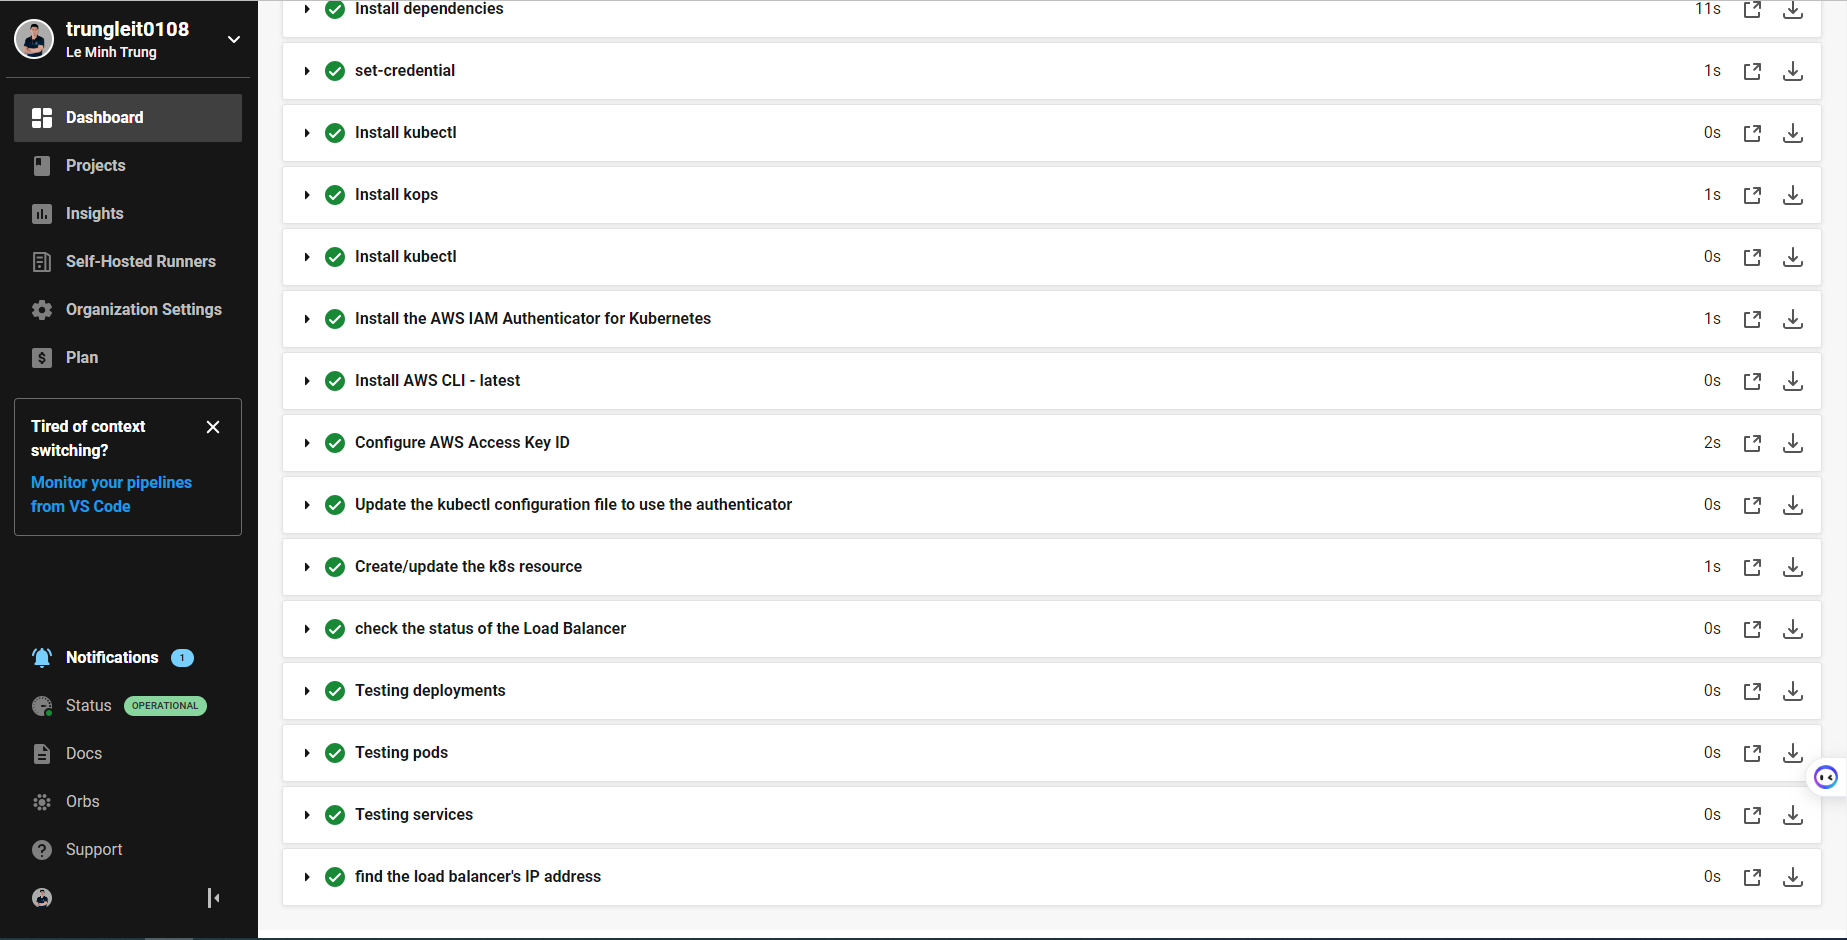 trungleit0108
Le Minh Trung
Dashboard
Projects
Insights
Self-Hosted Runners
Organization Settings
Plan
Tired of context
switching?
Monitor your pipelines
from VS Code
Notifications 1
Status OPERATIONAL
Docs
Orbs
Support
Install dependencies 11s
set-credential 1s
Install kubectl 0s
Install kops 1s
Install kubectl 0s
Install the AWS IAM Authenticator for Kubernetes 1s
Install AWS CLI - latest 0s
Configure AWS Access Key ID 2s
Update the kubectl configuration file to use the authenticator 0s
Create/update the k8s resource 1s
check the status of the Load Balancer 0s
Testing deployments 0s
Testing pods 0s
Testing services 0s
find the load balancer's IP address 0s